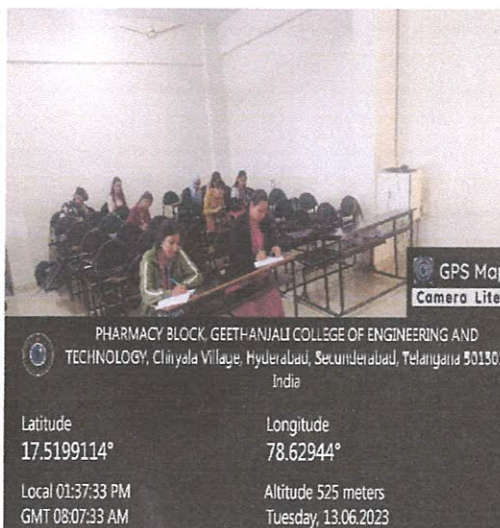 GPS Map
Camera Lite
PHARMACY BLOCK, GEETHANJALI COLLEGE OF ENGINEERING AND
TECHNOLOGY, Chiryala Village, Hyderabad, Secunderabad, Telangana
India
Latitude
17.5199114°
Longitude
78.62944°
Local 01:37:33 PM
GMT 08:07:33 AM
Altitude 525 meters
Tuesday, 13.06.2023